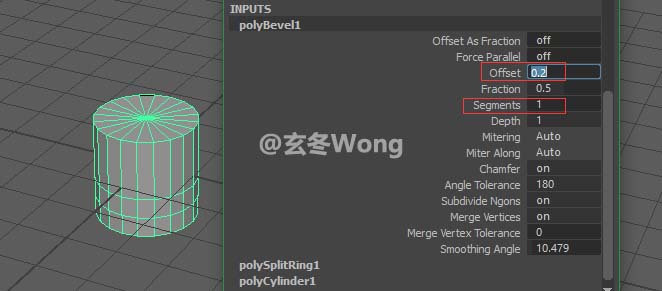 INPUTS
polyBevel1
Offset As Fraction off
Force Parallel off
Offset 0.2
Fraction 0.5
Segments 1
Depth 1
@玄冬Wong
Mitering Auto
Miter Along Auto
Chamfer on
Angle Tolerance 180
Subdivide Ngons on
Merge Vertices on
Merge Vertex Tolerance 0
Smoothing Angle 10.479
polySplitRing1
polyCylinder1